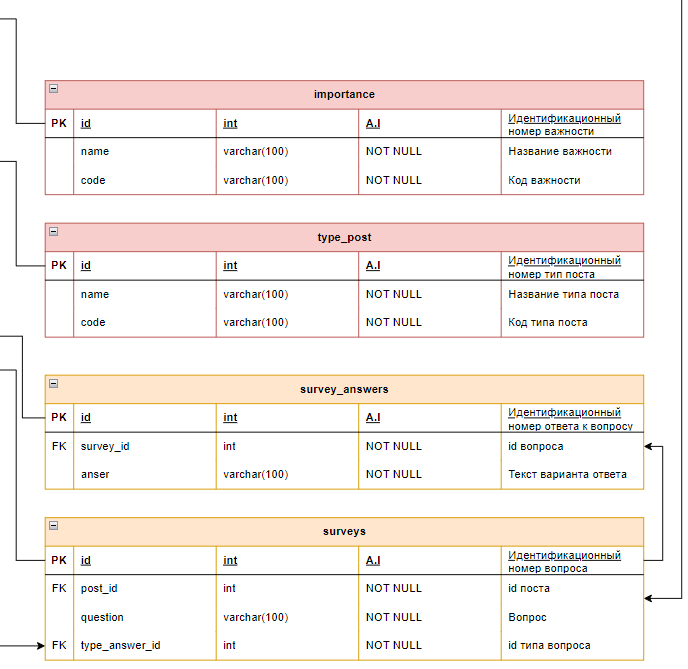 importance
PK id int A.I Идентификационный
номер важности
name varchar(100) NOT NULL Название важности
code varchar(100) NOT NULL Код важности
type_post
PK id int A.I Идентификационный
номер тип поста
name varchar(100) NOT NULL Название типа поста
code varchar(100) NOT NULL Код типа поста
survey_answers
PK id int A.I Идентификационный
номер ответа к вопросу
FK survey_id int NOT NULL id вопроса
anser varchar(100) NOT NULL Текст варианта ответа
surveys
PK id int A.I Идентификационный
номер вопроса
FK post_id int NOT NULL id поста
question varchar(100) NOT NULL Вопрос
FK type_answer_id int NOT NULL id типа вопроса